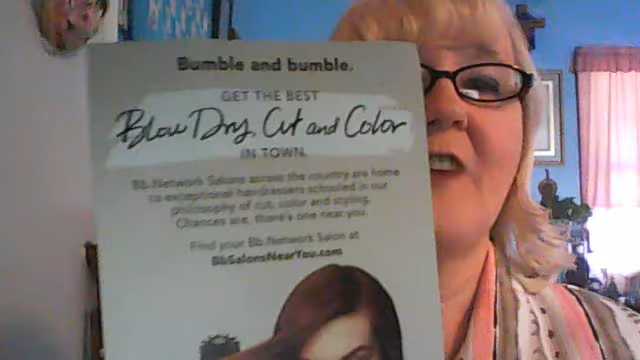 Bumble and bumble.
GET THE BEST
Blow Dry, Cut and Color
IN TOWN.
Bb. Network Salons across the country are home
to exceptional hairdressers schooled in our
philosophy of cut, color and styling.
Chances are, there's one near you.
Find your Bb. Network Salon at
BbSalonsNearYou.com